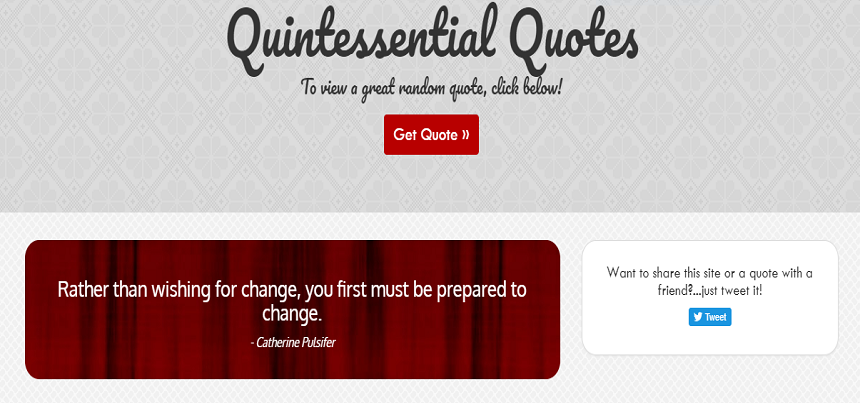 Quintessential Quotes
To view a great random quote, click below!
Get Quote »
Rather than wishing for change, you first must be prepared to
change.
- Catherine Pulsifer
Want to share this site or a quote with a
friend?...just tweet it!
Tweet